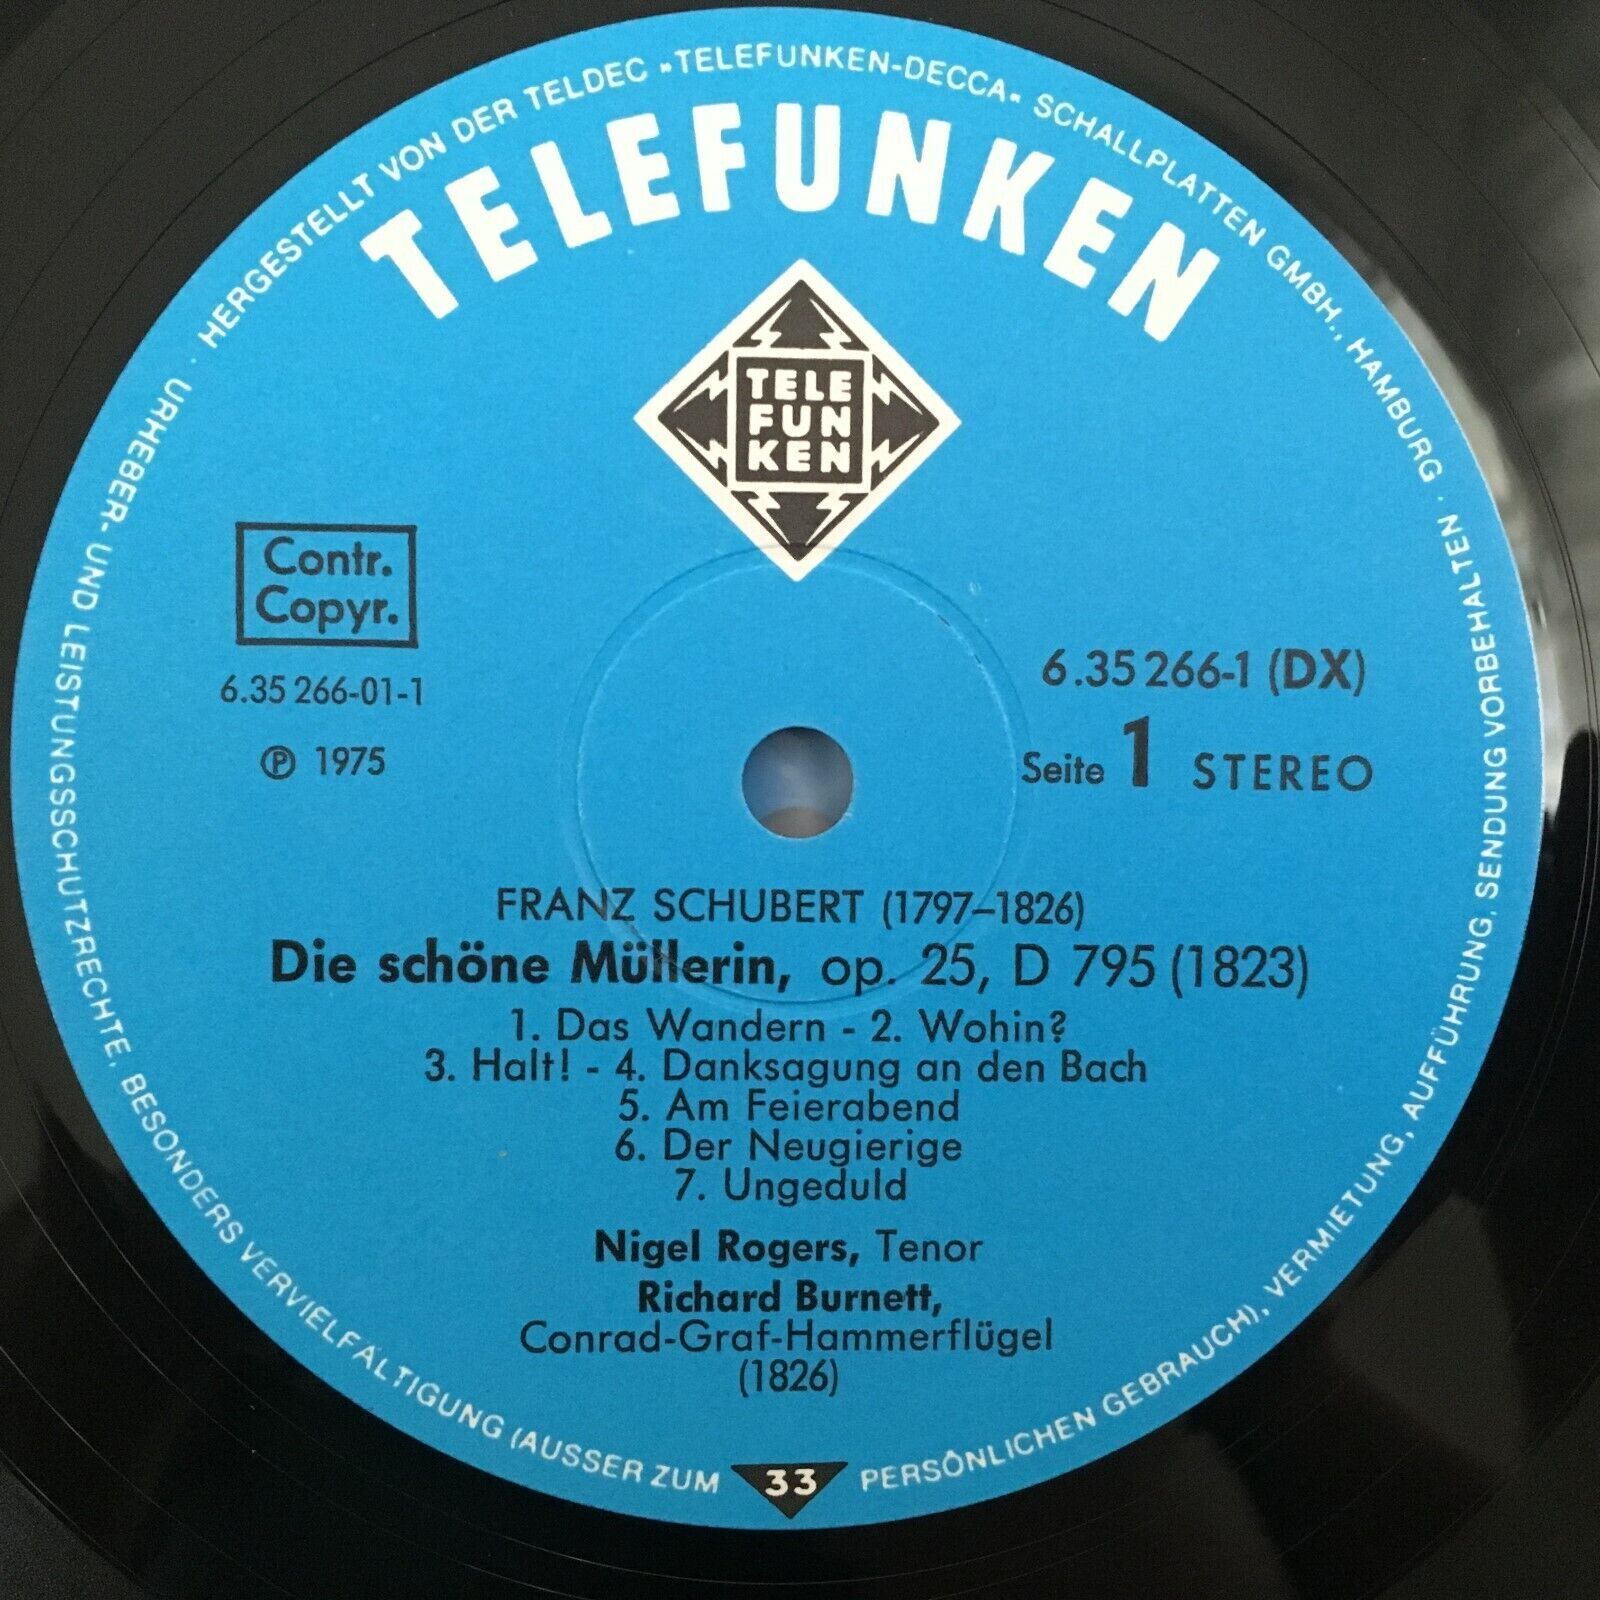 HERGESTELLT VON DER TELDEC »TELEFUNKEN-DECCA« SCHALLPLATTEN GMBH., HAMBURG · URHEBER- UND LEISTUNGSSCHUTZRECHTE, BESONDERS VERVIELFÄLTIGUNG (AUSSER ZUM PERSÖNLICHEN GEBRAUCH), VERMIETUNG, AUFFÜHRUNG, SENDUNG VORBEHALTEN ·
TELEFUNKEN
TELE
FUN
KEN
Contr.
Copyr.
6.35 266-01-1
Ⓟ 1975
6.35 266-1 (DX)
Seite 1 STEREO
FRANZ SCHUBERT (1797–1826)
Die schöne Müllerin, op. 25, D 795 (1823)
1. Das Wandern - 2. Wohin?
3. Halt! - 4. Danksagung an den Bach
5. Am Feierabend
6. Der Neugierige
7. Ungeduld
Nigel Rogers, Tenor
Richard Burnett,
Conrad-Graf-Hammerflügel
(1826)
33